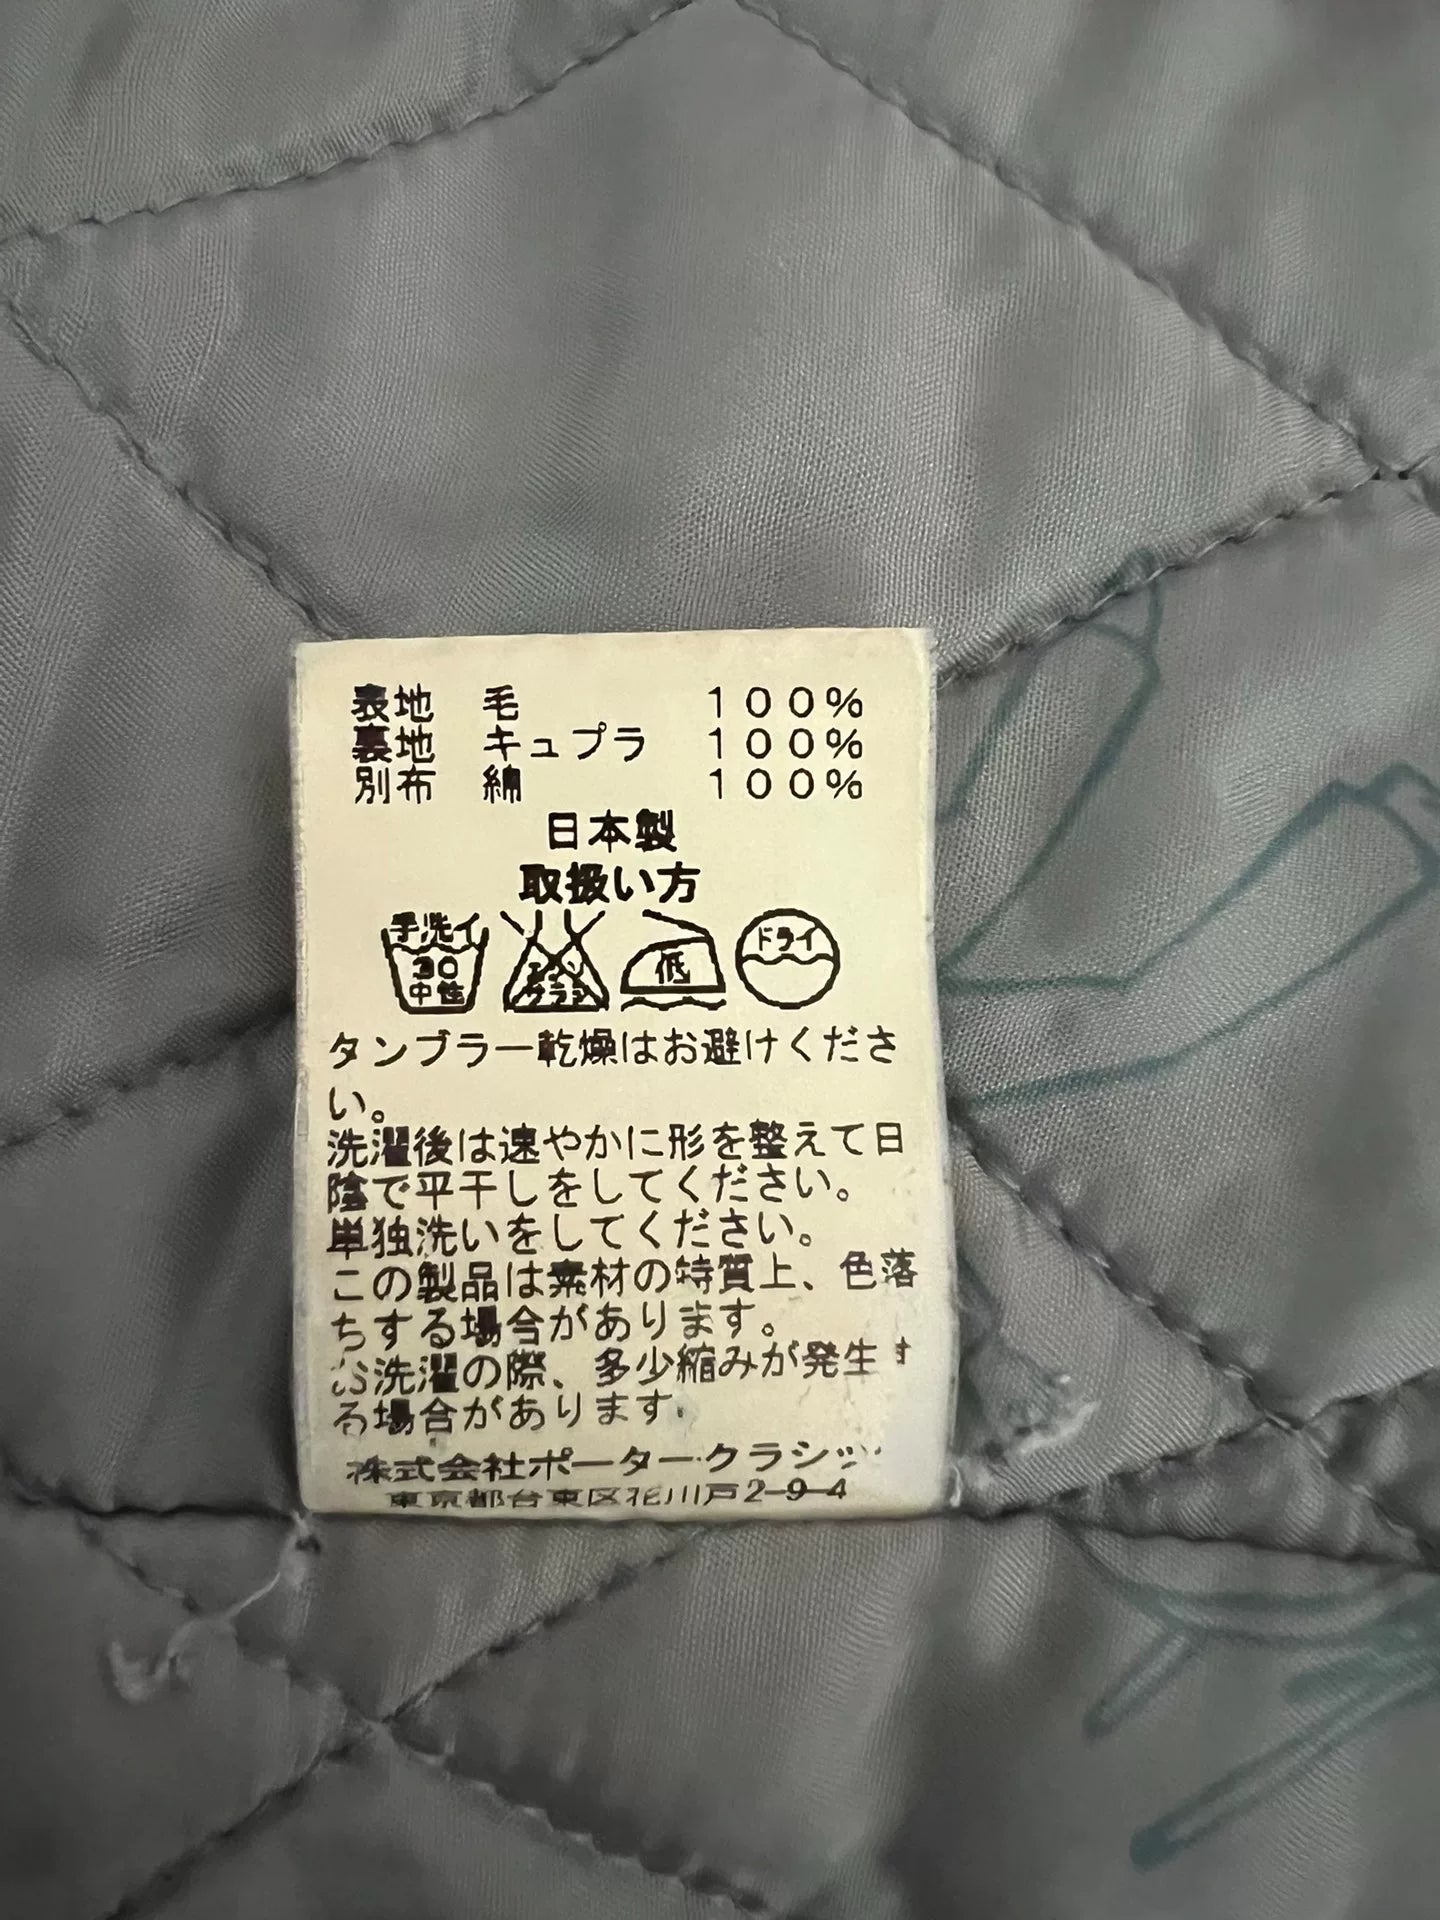 表地 毛 100%
裏地 キュプラ 100%
別布 綿 100%
日本製
取扱い方
手洗イ 30 中性 エンソ サラシ 低 ドライ
タンブラー乾燥はお避けくださ
い。
洗濯後は速やかに形を整えて日
陰で平干しをしてください。
単独洗いをしてください。
この製品は素材の特質上、色落
ちする場合があります。
お洗濯の際、多少縮みが発生す
る場合があります。
株式会社ポータークラシッ
東京都台東区花川戸2-9-4